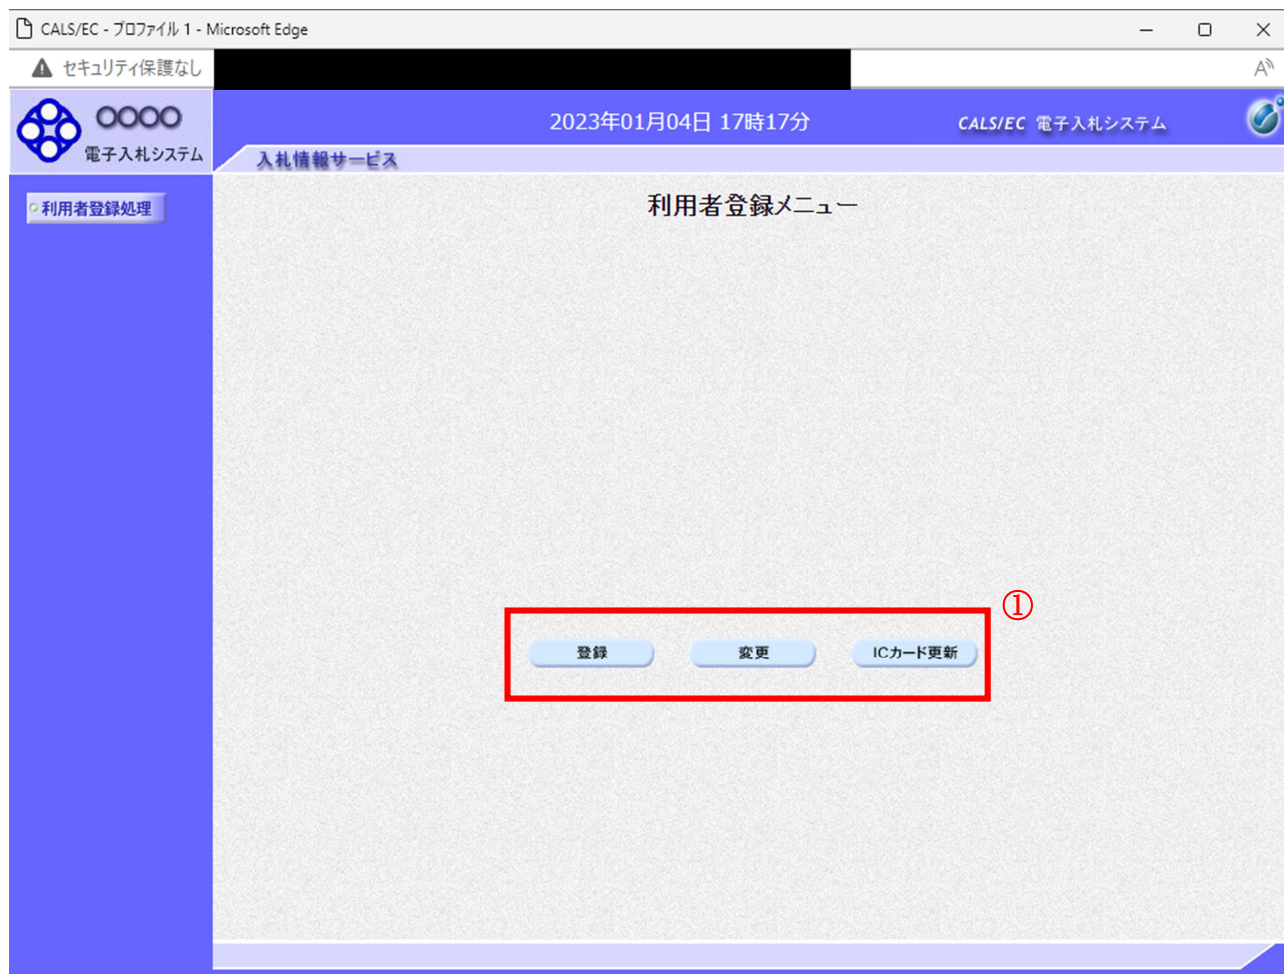 CALS/EC - プロファイル 1 - Microsoft Edge
セキュリティ保護なし
〇〇〇〇
電子入札システム
2023年01月04日 17時17分
CALS/EC 電子入札システム
入札情報サービス
利用者登録処理
利用者登録メニュー
①
登録 変更 ICカード更新